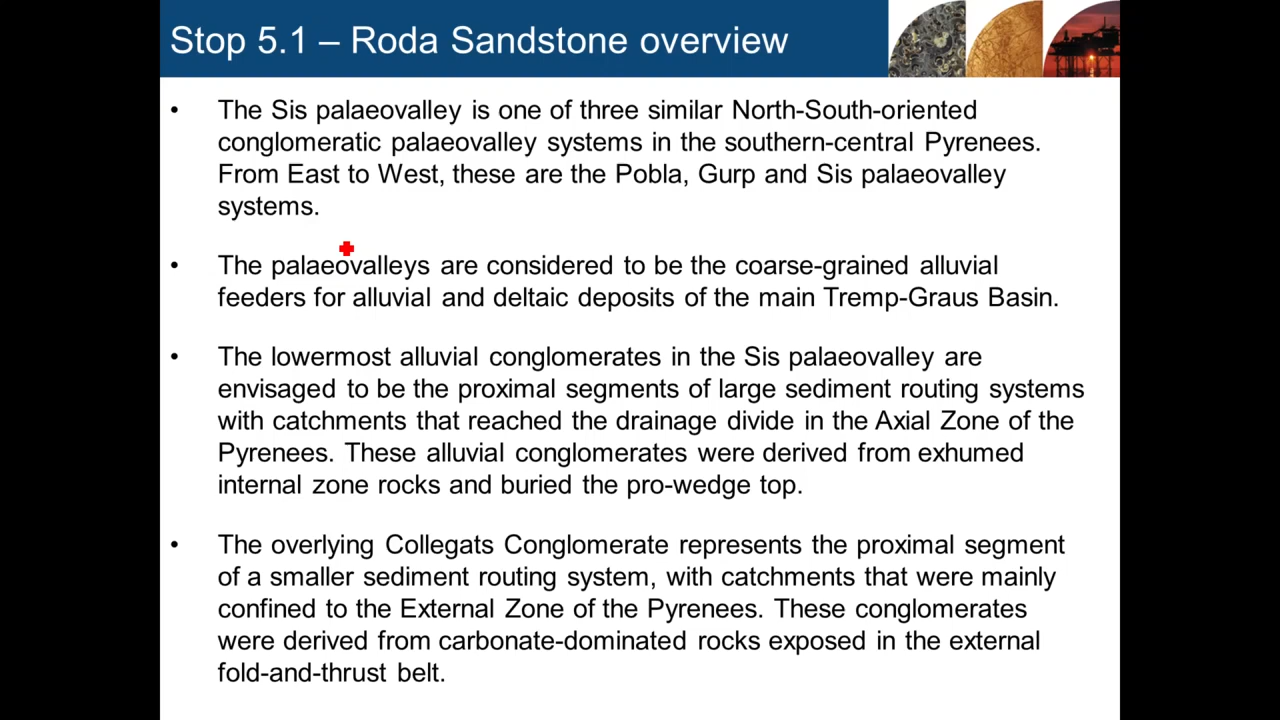 Stop 5.1 – Roda Sandstone overview
• The Sis palaeovalley is one of three similar North-South-oriented
conglomeratic palaeovalley systems in the southern-central Pyrenees.
From East to West, these are the Pobla, Gurp and Sis palaeovalley
systems.
• The palaeovalleys are considered to be the coarse-grained alluvial
feeders for alluvial and deltaic deposits of the main Tremp-Graus Basin.
• The lowermost alluvial conglomerates in the Sis palaeovalley are
envisaged to be the proximal segments of large sediment routing systems
with catchments that reached the drainage divide in the Axial Zone of the
Pyrenees. These alluvial conglomerates were derived from exhumed
internal zone rocks and buried the pro-wedge top.
• The overlying Collegats Conglomerate represents the proximal segment
of a smaller sediment routing system, with catchments that were mainly
confined to the External Zone of the Pyrenees. These conglomerates
were derived from carbonate-dominated rocks exposed in the external
fold-and-thrust belt.